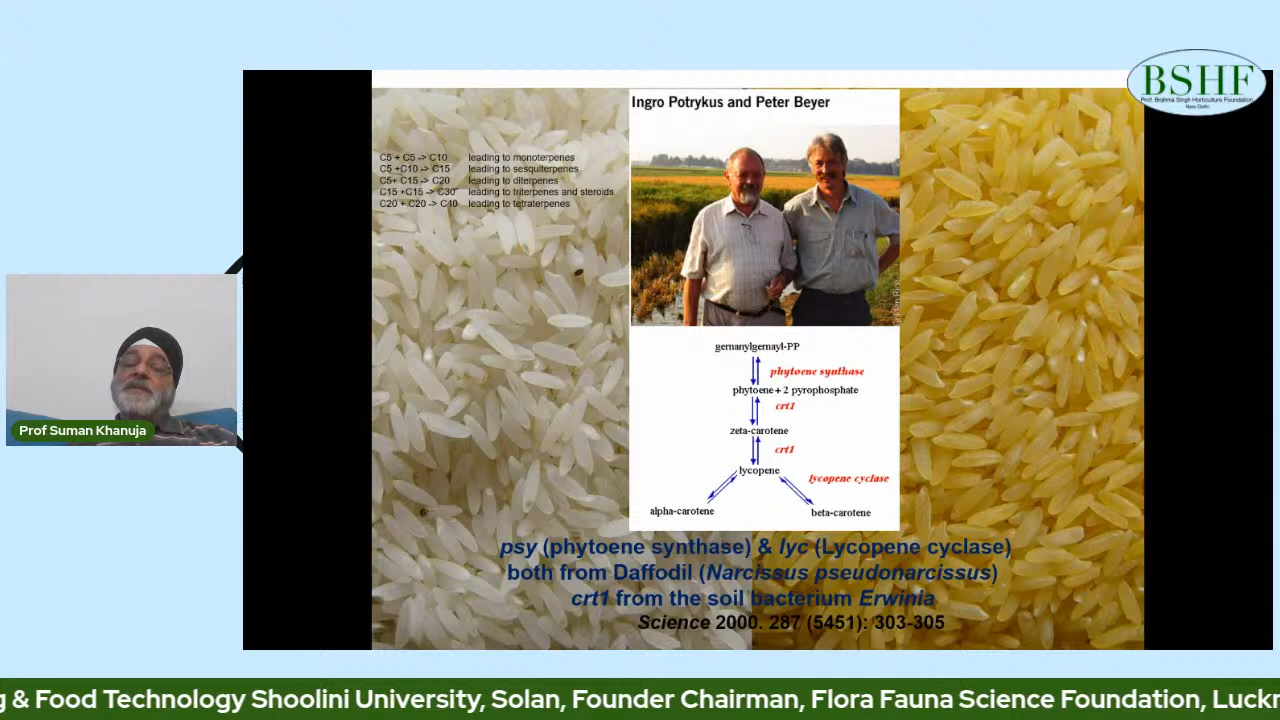 BSHF
Prof. Brahma Singh Horticulture Foundation
New Delhi
Ingro Potrykus and Peter Beyer
C5 + C5 -> C10 leading to monoterpenes
C5 +C10 -> C15 leading to sesquiterpenes
C5+ C15 -> C20 leading to diterpenes
C15 +C15 -> C30 leading to triterpenes and steroids
C20 + C20 -> C40 leading to tetraterpenes
gernanylgernayl-PP
phytoene synthase
phytoene + 2 pyrophosphate
crt1
zeta-carotene
crt1
lycopene
lycopene cyclase
alpha-carotene
beta-carotene
Prof Suman Khanuja
psy (phytoene synthase) & lyc (Lycopene cyclase)
both from Daffodil (Narcissus pseudonarcissus)
crt1 from the soil bacterium Erwinia
Science 2000. 287 (5451): 303-305
g & Food Technology Shoolini University, Solan, Founder Chairman, Flora Fauna Science Foundation, Luckn